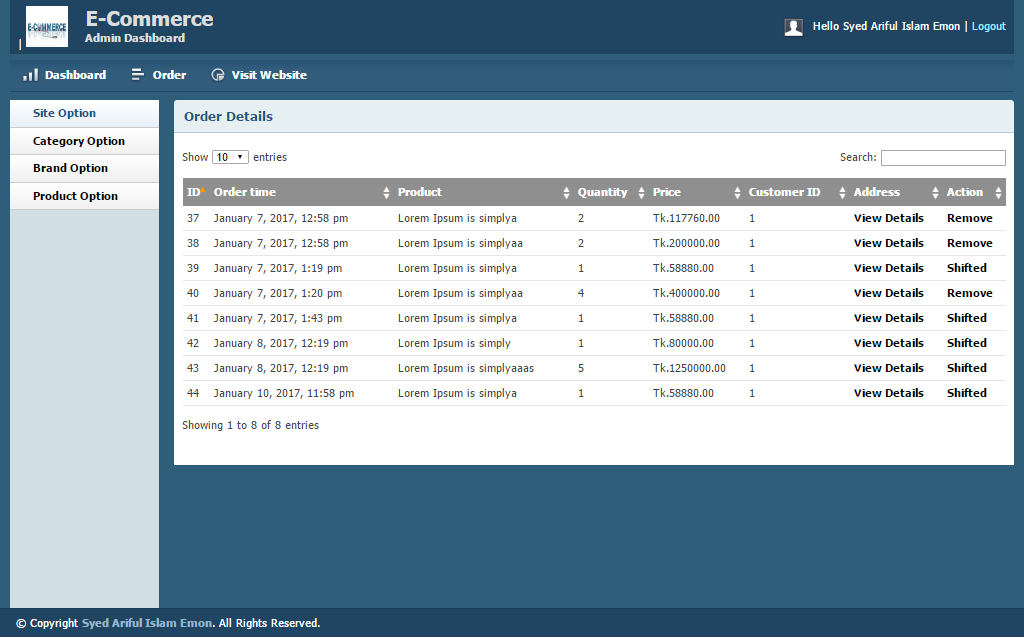 E-COMMERCE
E-Commerce
Admin Dashboard
|
Hello Syed Ariful Islam Emon | Logout
Dashboard Order Visit Website
Site Option
Category Option
Brand Option
Product Option
Order Details
Show 10 entries Search:
ID Order time Product Quantity Price Customer ID Address Action
37 January 7, 2017, 12:58 pm Lorem Ipsum is simplya 2 Tk.117760.00 1 View Details Remove
38 January 7, 2017, 12:58 pm Lorem Ipsum is simplyaa 2 Tk.200000.00 1 View Details Remove
39 January 7, 2017, 1:19 pm Lorem Ipsum is simplya 1 Tk.58880.00 1 View Details Shifted
40 January 7, 2017, 1:20 pm Lorem Ipsum is simplyaa 4 Tk.400000.00 1 View Details Remove
41 January 7, 2017, 1:43 pm Lorem Ipsum is simplya 1 Tk.58880.00 1 View Details Shifted
42 January 8, 2017, 12:19 pm Lorem Ipsum is simply 1 Tk.80000.00 1 View Details Shifted
43 January 8, 2017, 12:19 pm Lorem Ipsum is simplyaaas 5 Tk.1250000.00 1 View Details Shifted
44 January 10, 2017, 11:58 pm Lorem Ipsum is simplya 1 Tk.58880.00 1 View Details Shifted
Showing 1 to 8 of 8 entries
© Copyright Syed Ariful Islam Emon. All Rights Reserved.